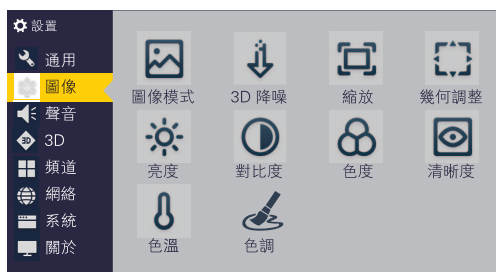 設置
通用
圖像
聲音
3D
頻道
網絡
系統
關於
圖像模式 3D 降噪 縮放 幾何調整
亮度 對比度 色度 清晰度
色溫 色調